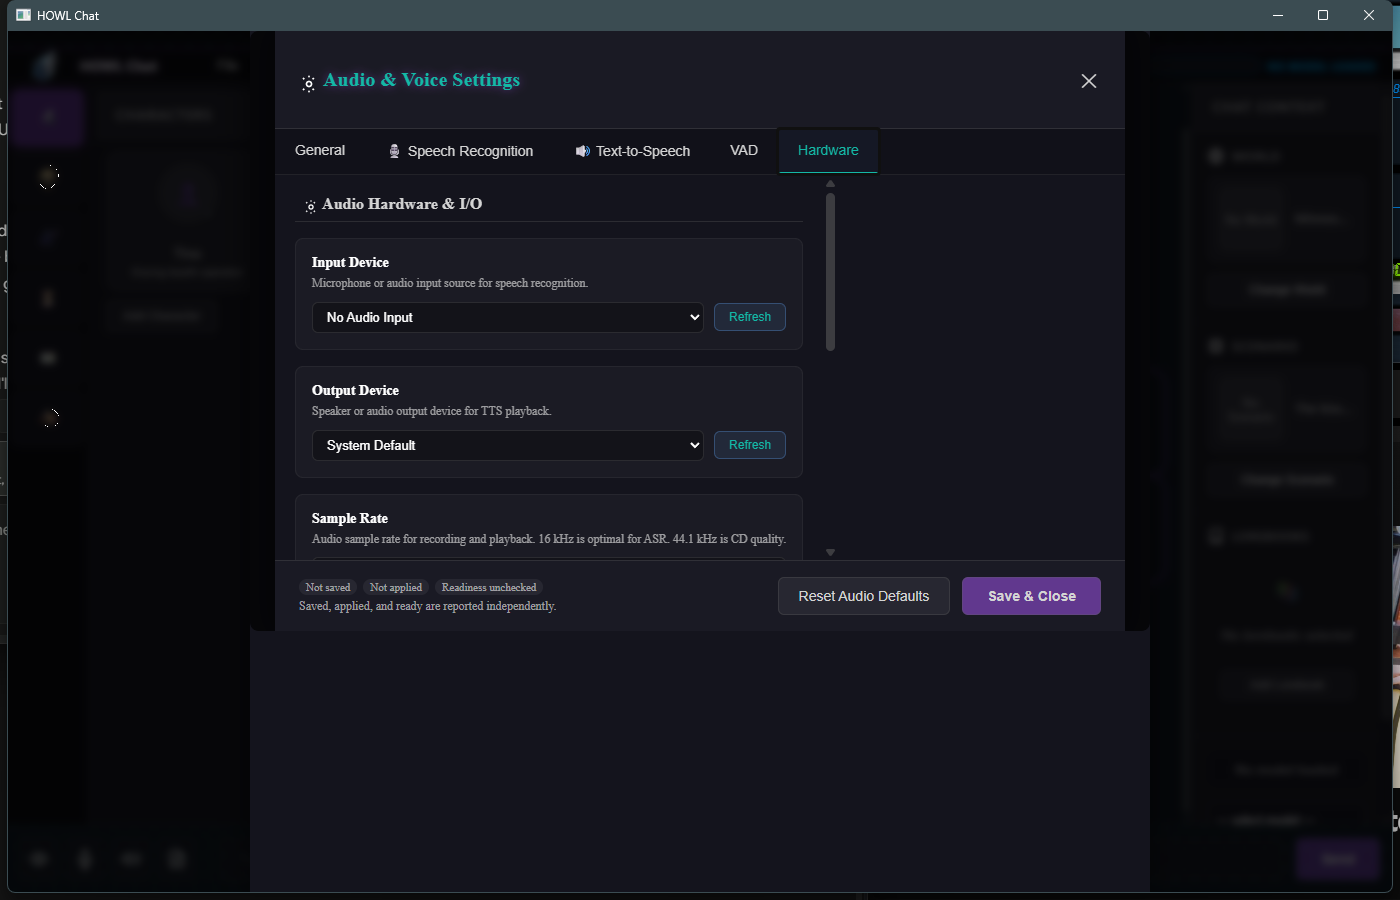 HOWL Chat
Audio & Voice Settings
General
Speech Recognition
Text-to-Speech
VAD
Hardware
Audio Hardware & I/O
Input Device
Microphone or audio input source for speech recognition.
No Audio Input
Refresh
Output Device
Speaker or audio output device for TTS playback.
System Default
Refresh
Sample Rate
Audio sample rate for recording and playback. 16 kHz is optimal for ASR. 44.1 kHz is CD quality.
Not saved
Not applied
Readiness unchecked
Saved, applied, and ready are reported independently.
Reset Audio Defaults
Save & Close